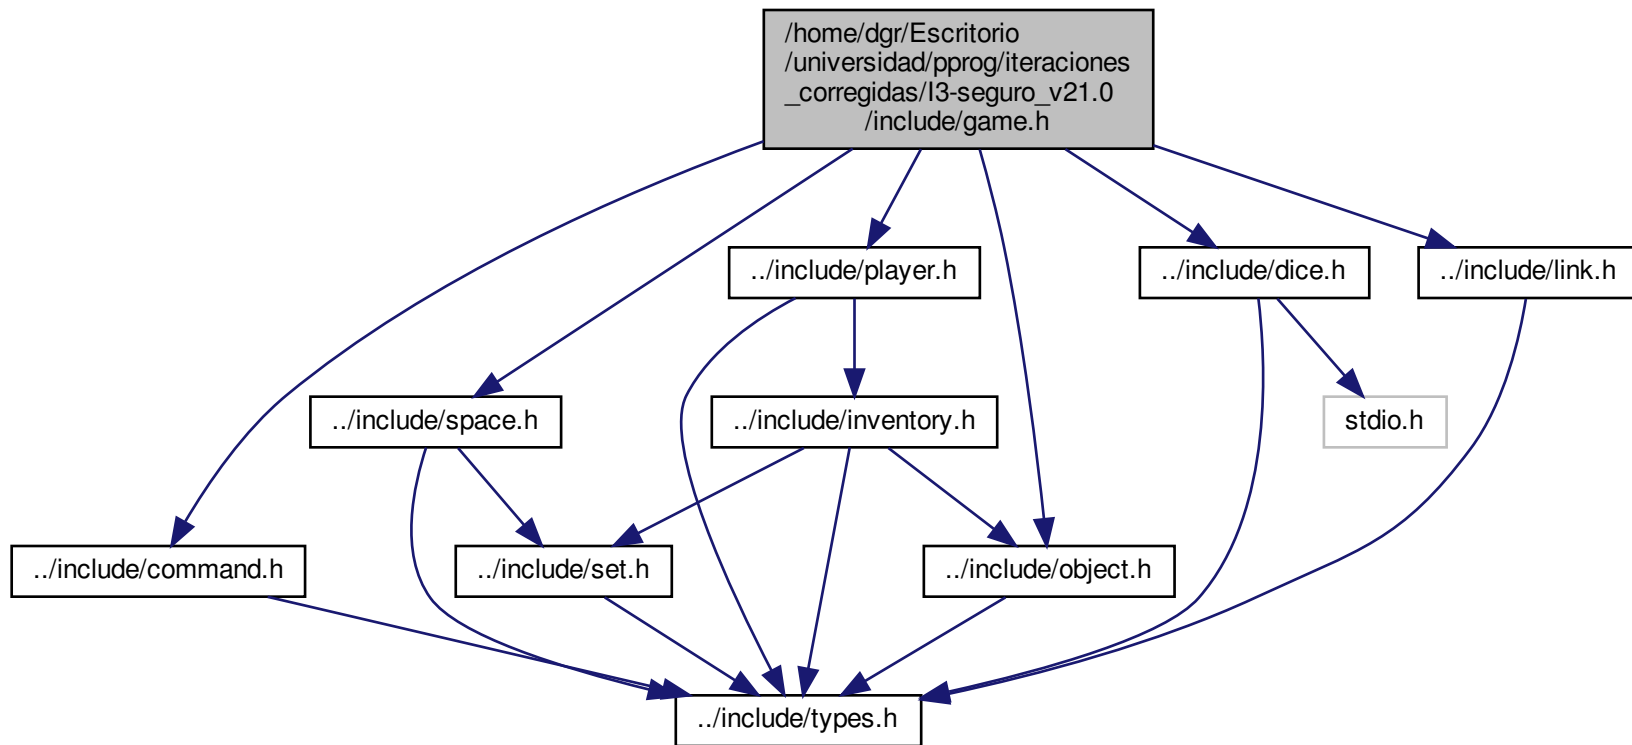 /home/dgr/Escritorio
/universidad/pprog/iteraciones
_corregidas/I3-seguro_v21.0
/include/game.h
../include/player.h
../include/dice.h
../include/link.h
../include/space.h
../include/inventory.h
stdio.h
../include/command.h
../include/set.h
../include/object.h
../include/types.h